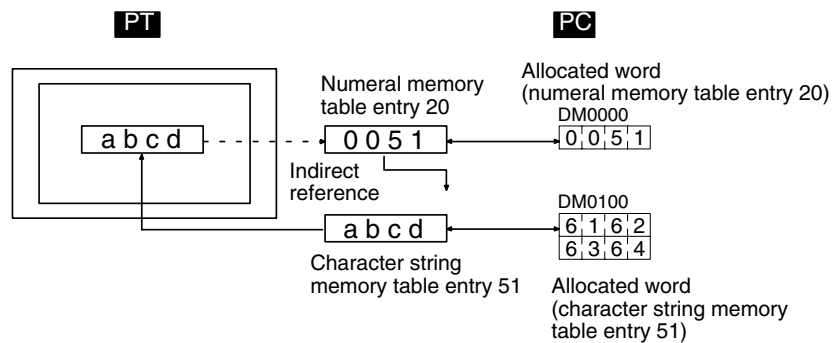 PT
PC
Numeral memory
table entry 20
Allocated word
(numeral memory table entry 20)
DM0000
a b c d
0 0 5 1
0 0 5 1
Indirect
reference
DM0100
a b c d
6 1 6 2
6 3 6 4
Character string
memory table entry 51
Allocated word
(character string memory
table entry 51)